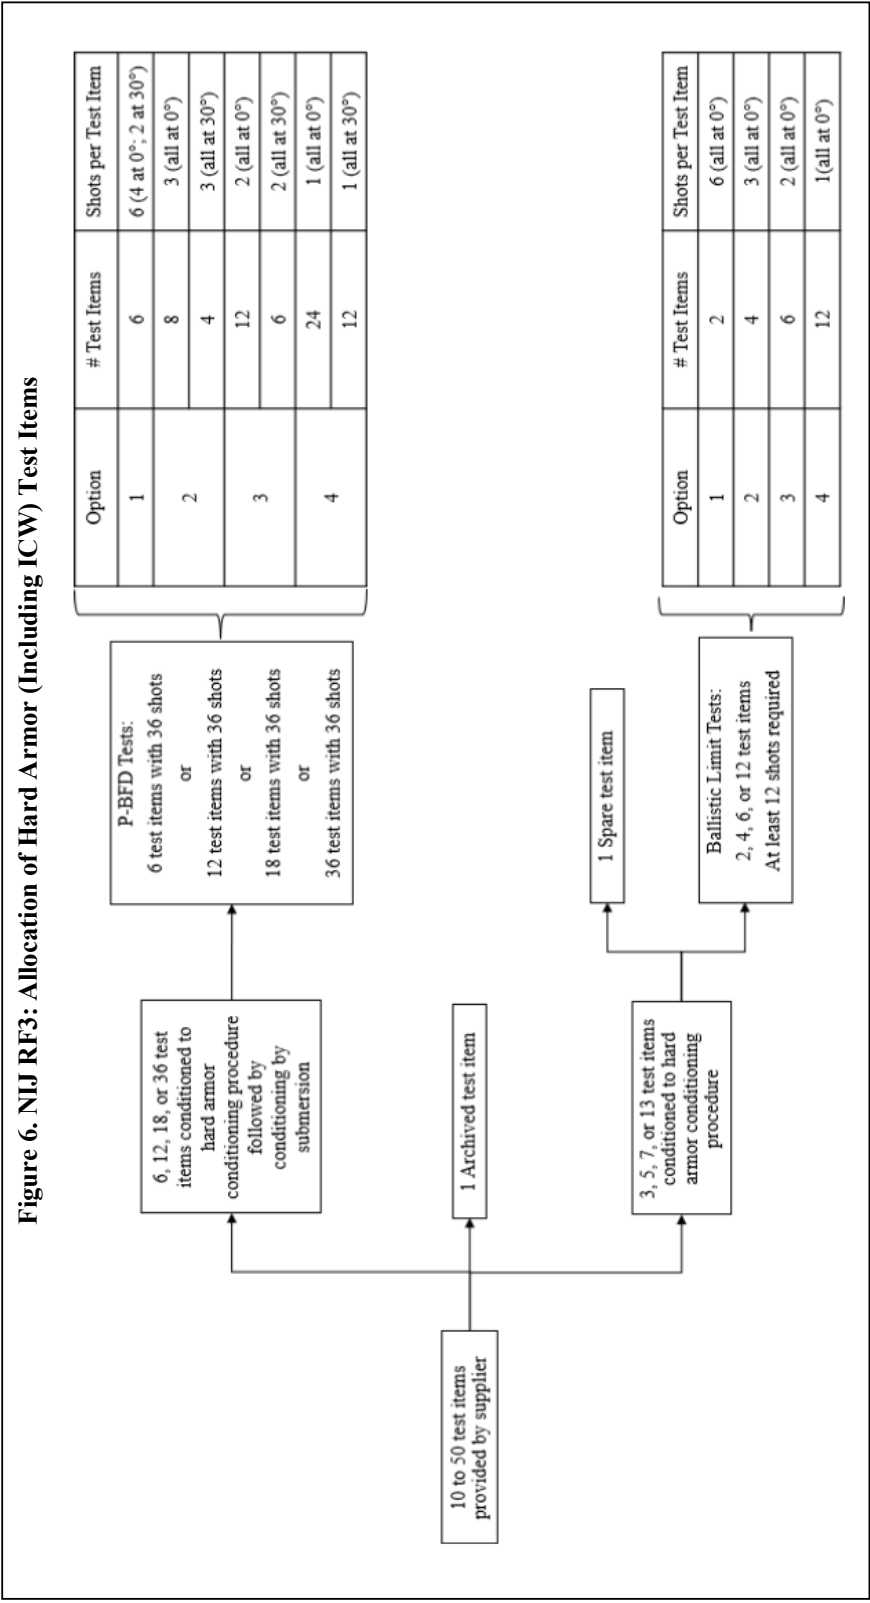 Figure 6. NIJ RF3: Allocation of Hard Armor (Including ICW) Test Items
10 to 50 test items
provided by supplier
6, 12, 18, or 36 test
items conditioned to
hard armor
conditioning procedure
followed by
conditioning by
submersion
1 Archived test item
3, 5, 7, or 13 test items
conditioned to hard
armor conditioning
procedure
P-BFD Tests:
6 test items with 36 shots
or
12 test items with 36 shots
or
18 test items with 36 shots
or
36 test items with 36 shots
1 Spare test item
Ballistic Limit Tests:
2, 4, 6, or 12 test items
At least 12 shots required
Option # Test Items Shots per Test Item
1 6 6 (4 at 0°; 2 at 30°)
2 8 3 (all at 0°)
4 3 (all at 30°)
3 12 2 (all at 0°)
6 2 (all at 30°)
4 24 1 (all at 0°)
12 1 (all at 30°)
Option # Test Items Shots per Test Item
1 2 6 (all at 0°)
2 4 3 (all at 0°)
3 6 2 (all at 0°)
4 12 1(all at 0°)